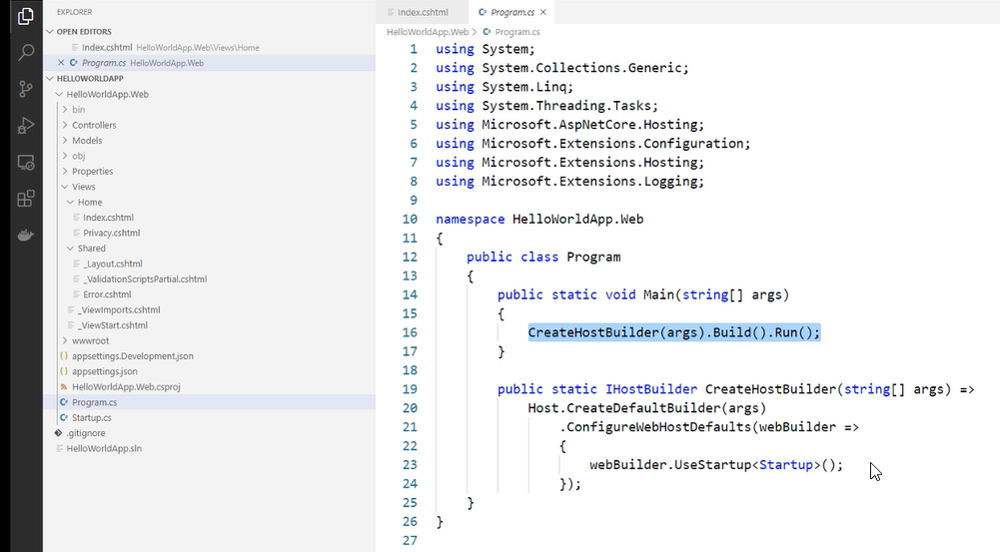 EXPLORER
OPEN EDITORS
Index.cshtml HelloWorldApp.Web\Views\Home
Program.cs HelloWorldApp.Web
HELLOWORLDAPP
HelloWorldApp.Web
bin
Controllers
Models
obj
Properties
Views
Home
Index.cshtml
Privacy.cshtml
Shared
_Layout.cshtml
_ValidationScriptsPartial.cshtml
Error.cshtml
_ViewImports.cshtml
_ViewStart.cshtml
wwwroot
appsettings.Development.json
appsettings.json
HelloWorldApp.Web.csproj
Program.cs
Startup.cs
.gitignore
HelloWorldApp.sln
Index.cshtml Program.cs
HelloWorldApp.Web > Program.cs
1 using System;
2 using System.Collections.Generic;
3 using System.Linq;
4 using System.Threading.Tasks;
5 using Microsoft.AspNetCore.Hosting;
6 using Microsoft.Extensions.Configuration;
7 using Microsoft.Extensions.Hosting;
8 using Microsoft.Extensions.Logging;
9
10 namespace HelloWorldApp.Web
11 {
12 public class Program
13 {
14 public static void Main(string[] args)
15 {
16 CreateHostBuilder(args).Build().Run();
17 }
18
19 public static IHostBuilder CreateHostBuilder(string[] args) =>
20 Host.CreateDefaultBuilder(args)
21 .ConfigureWebHostDefaults(webBuilder =>
22 {
23 webBuilder.UseStartup<Startup>();
24 });
25 }
26 }
27